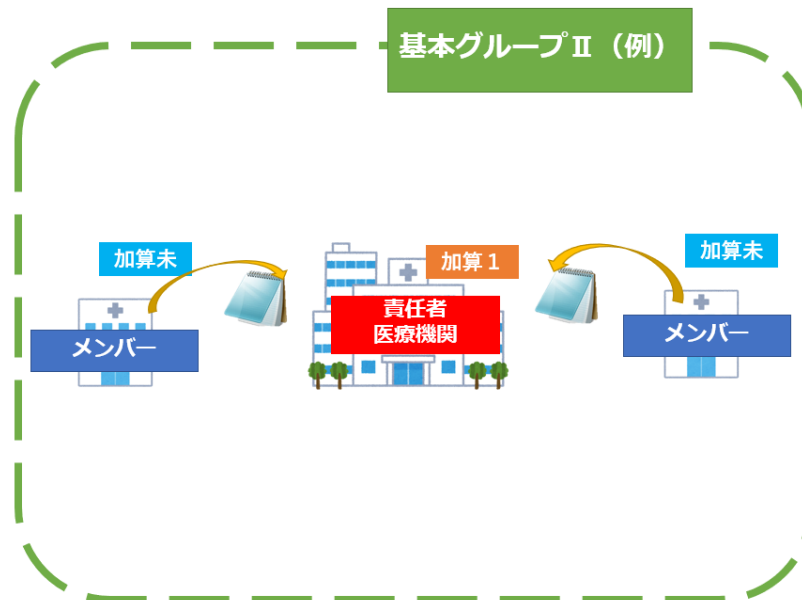 基本グループⅡ（例）
加算未
加算１
加算未
責任者
医療機関
メンバー
メンバー